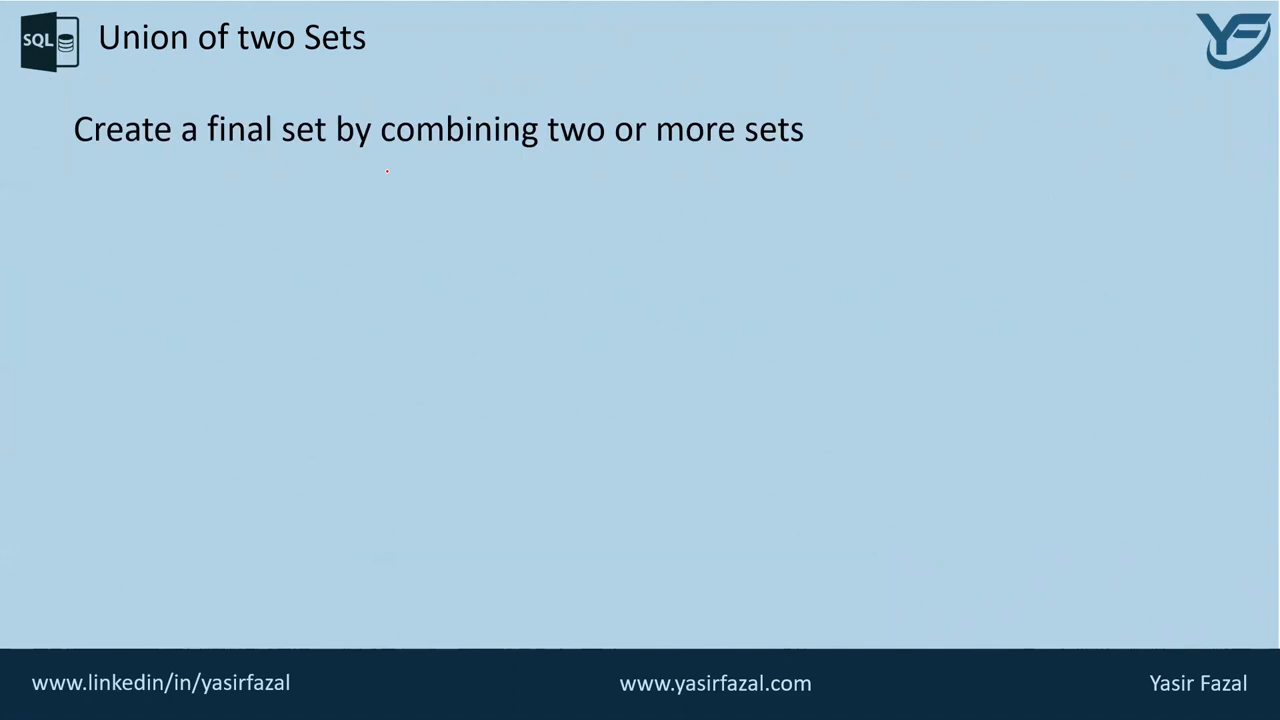 SQL
Union of two Sets
YF
Create a final set by combining two or more sets
www.linkedin/in/yasirfazal
www.yasirfazal.com
Yasir Fazal